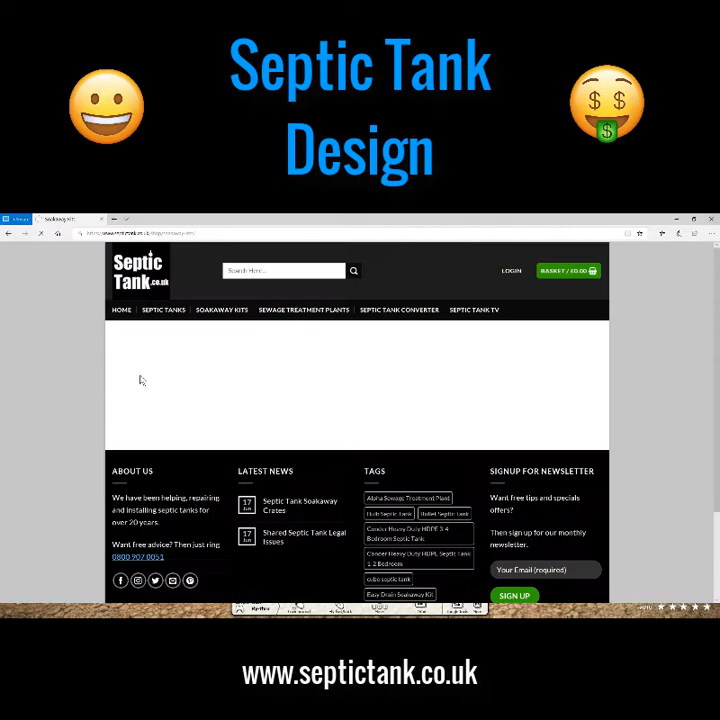 Septic Tank
Design
Soakaway Kits
Septic
Tank.co.uk
Search Here...
LOGIN
BASKET / £0.00
HOME
SEPTIC TANKS
SOAKAWAY KITS
SEWAGE TREATMENT PLANTS
SEPTIC TANK CONVERTER
SEPTIC TANK TV
ABOUT US
We have been helping, repairing
and installing septic tanks for
over 20 years.
Want free advice? Then just ring
0800 907 0051
LATEST NEWS
17
Jun
Septic Tank Soakaway
Crates
17
Jun
Shared Septic Tank Legal
Issues
TAGS
Alpha Sewage Treatment Plant
Bullet Septic Tank
Conder Heavy Duty HDPE 3-4
Bedroom Septic Tank
Conder Heavy Duty HDPE Septic Tank
1-2 Bedroom
cube septic tank
Easy Drain Soakaway Kit
SIGNUP FOR NEWSLETTER
Want free tips and specials
offers?
Then sign up for our monthly
newsletter.
Your Email (required)
SIGN UP
www.septictank.co.uk